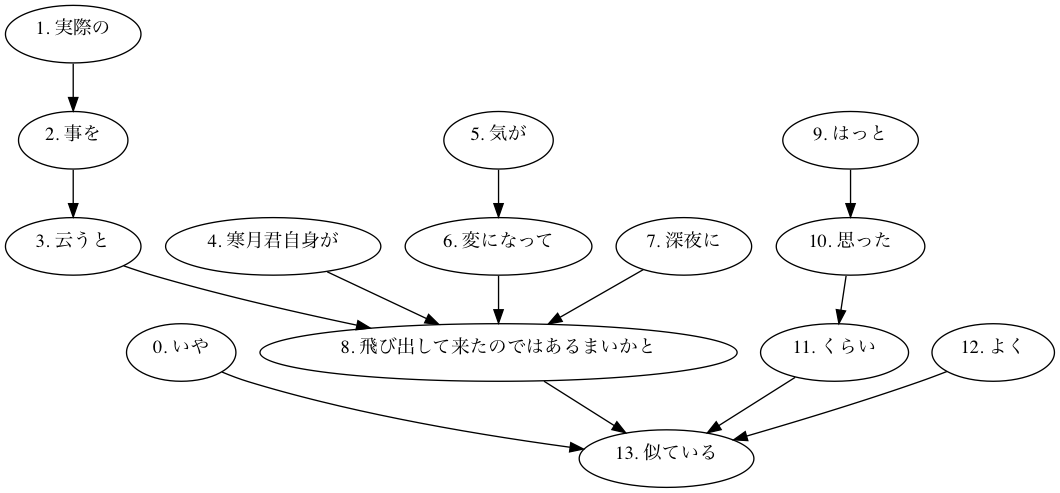 1. 実際の
2. 事を
5. 気が
9. はっと
3. 云うと
4. 寒月君自身が
6. 変になって
7. 深夜に
10. 思った
0. いや
8. 飛び出して来たのではあるまいかと
11. くらい
12. よく
13. 似ている